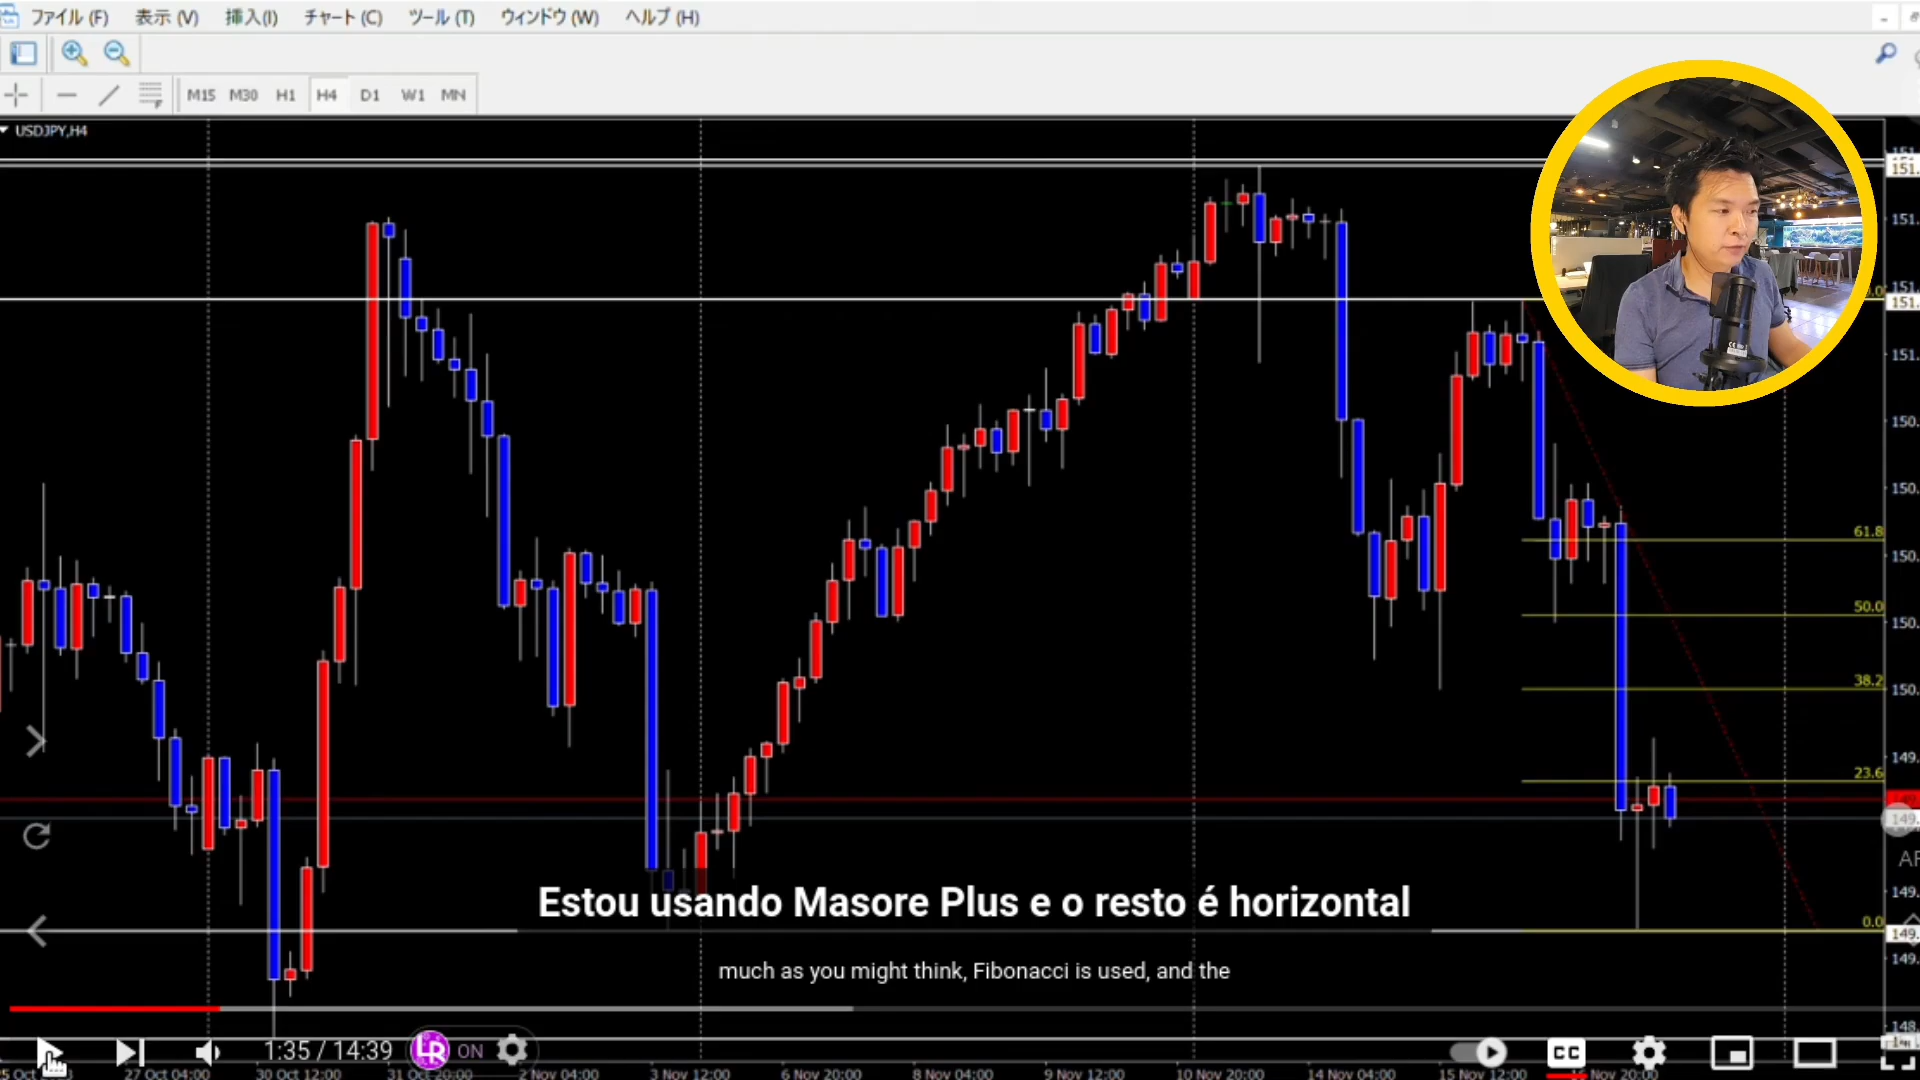 ファイル (F) 表示 (V) 挿入(I) チャート (C) ツール (T) ウィンドウ (W) ヘルプ (H)
M15 M30 H1 H4 D1 W1 MN
USDJPY,H4
61.8
50.0
38.2
23.6
0.0
Estou usando Masore Plus e o resto é horizontal
much as you might think, Fibonacci is used, and the
1:35 / 14:39 LR ON CC
27 Oct 04:00 30 Oct 12:00 31 Oct 20:00 2 Nov 04:00 3 Nov 12:00 6 Nov 20:00 8 Nov 04:00 9 Nov 12:00 10 Nov 20:00 14 Nov 04:00 15 Nov 12:00 Nov 20:00